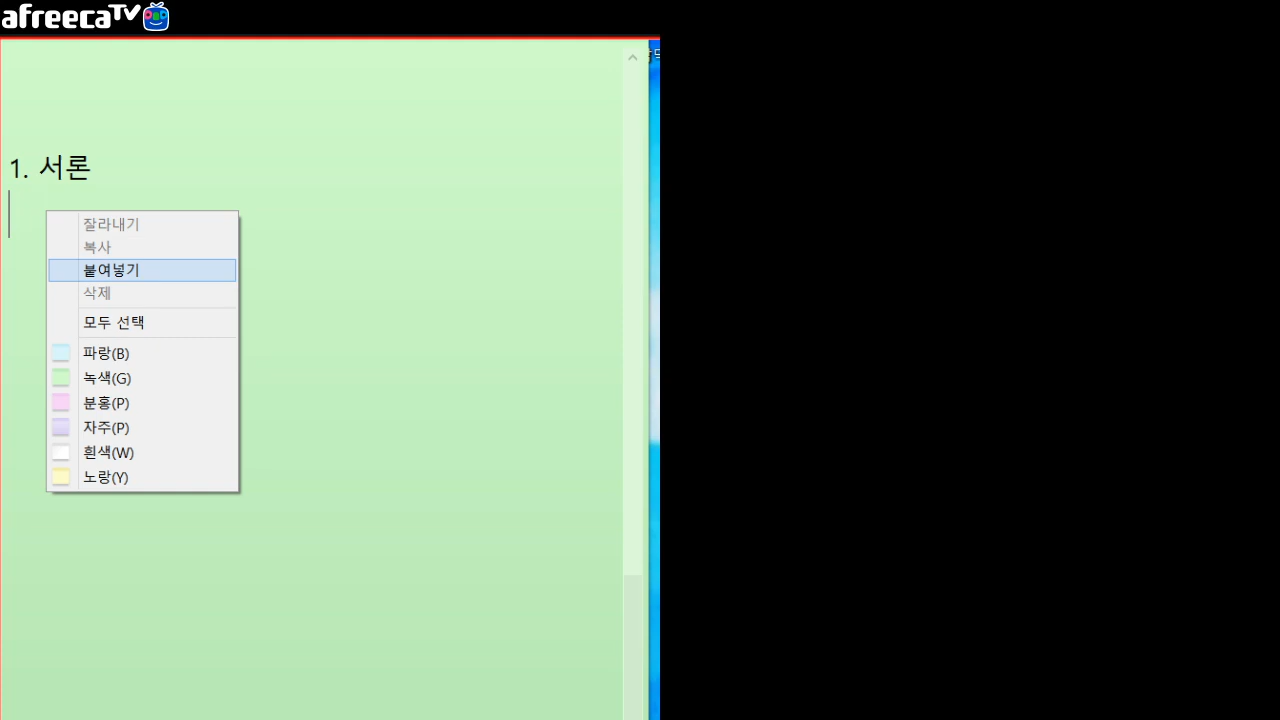 afreecaTV
1. 서론
잘라내기
복사
붙여넣기
삭제
모두 선택
파랑(B)
녹색(G)
분홍(P)
자주(P)
흰색(W)
노랑(Y)